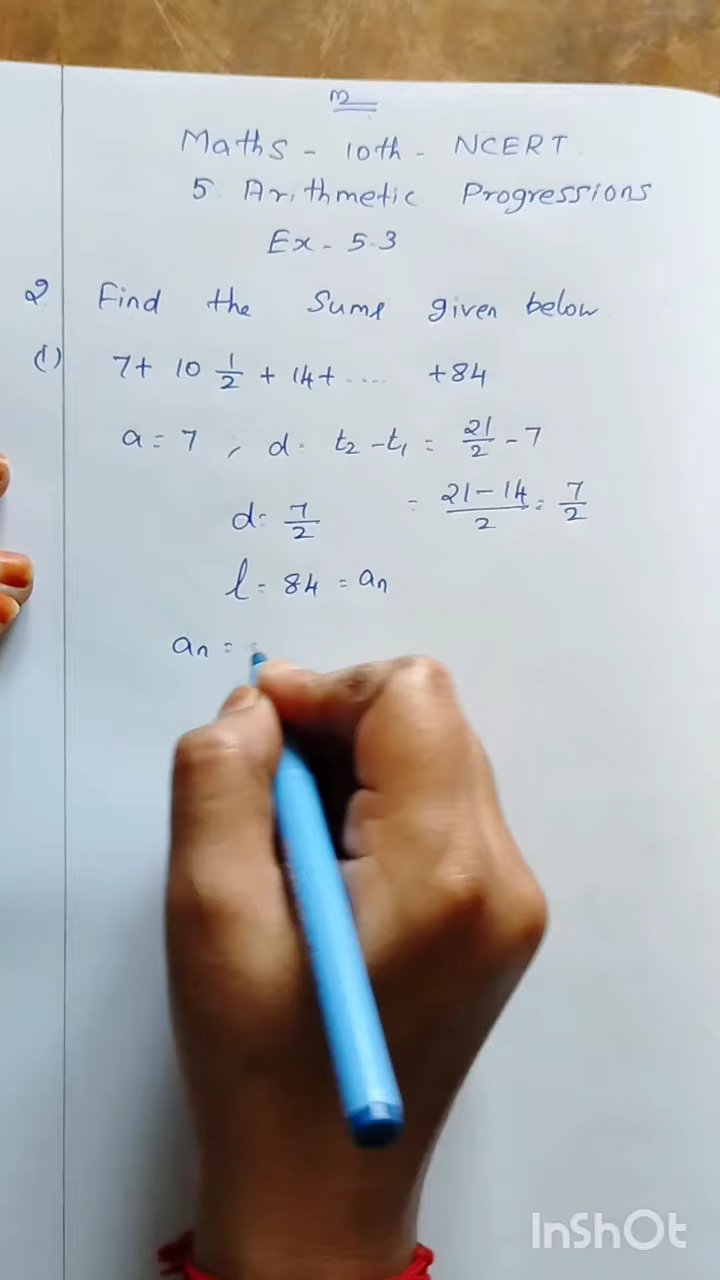 Maths - 10th - NCERT
5 Arithmetic Progressions
Ex - 5.3
2 Find the Sums given below
(i) 7+ 10 1/2 + 14+ .... +84
a = 7 ; d = t2 - t1 = 21/2 - 7
d = 7/2 = (21-14)/2 = 7/2
l = 84 = an
an =
InShOt